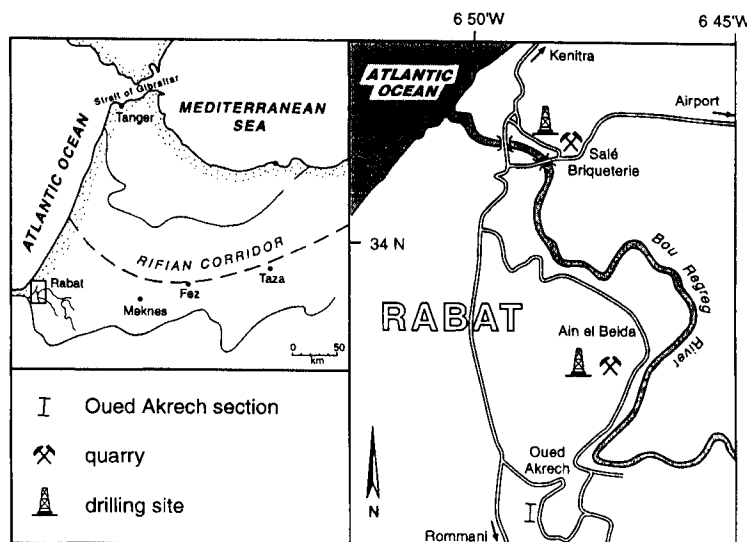 6 50'W
6 45'W
Strait of Gibraltar
Tanger
MEDITERRANEAN
SEA
ATLANTIC OCEAN
RIFIAN CORRIDOR
Rabat
Meknes
Fez
Taza
0 50
km
I Oued Akrech section
quarry
drilling site
Kenitra
ATLANTIC
OCEAN
Airport
Salé
Briqueterie
34 N
Bou Regreg
River
RABAT
Ain el Beida
Oued
Akrech
N
Rommani